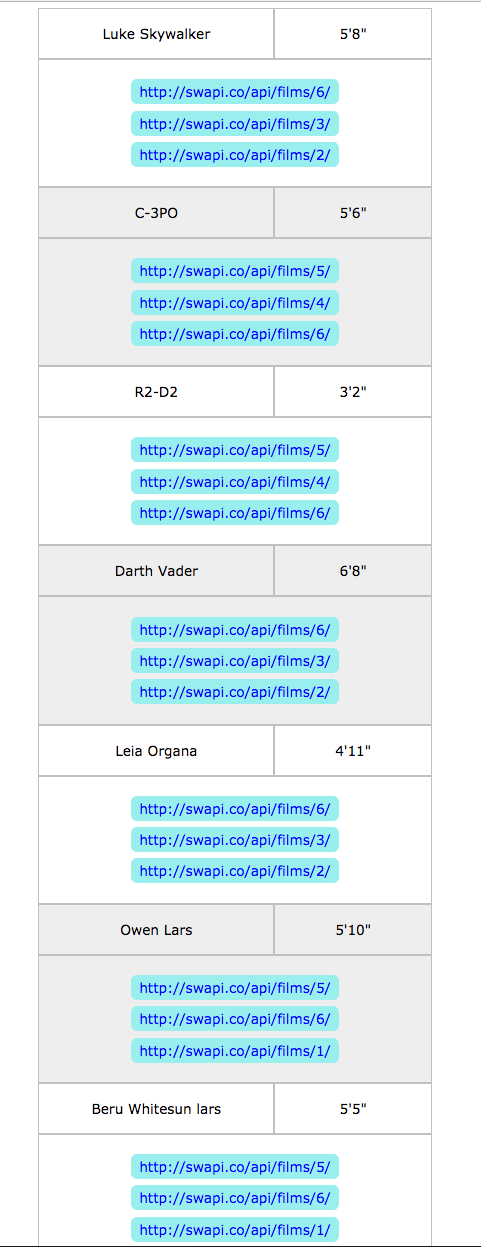 Luke Skywalker 5'8"
http://swapi.co/api/films/6/
http://swapi.co/api/films/3/
http://swapi.co/api/films/2/
C-3PO 5'6"
http://swapi.co/api/films/5/
http://swapi.co/api/films/4/
http://swapi.co/api/films/6/
R2-D2 3'2"
http://swapi.co/api/films/5/
http://swapi.co/api/films/4/
http://swapi.co/api/films/6/
Darth Vader 6'8"
http://swapi.co/api/films/6/
http://swapi.co/api/films/3/
http://swapi.co/api/films/2/
Leia Organa 4'11"
http://swapi.co/api/films/6/
http://swapi.co/api/films/3/
http://swapi.co/api/films/2/
Owen Lars 5'10"
http://swapi.co/api/films/5/
http://swapi.co/api/films/6/
http://swapi.co/api/films/1/
Beru Whitesun lars 5'5"
http://swapi.co/api/films/5/
http://swapi.co/api/films/6/
http://swapi.co/api/films/1/